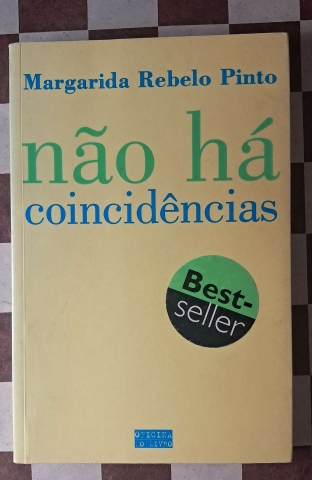 Margarida Rebelo Pinto
não há
coincidências
Best-
seller
OFICINA
DO LIVRO